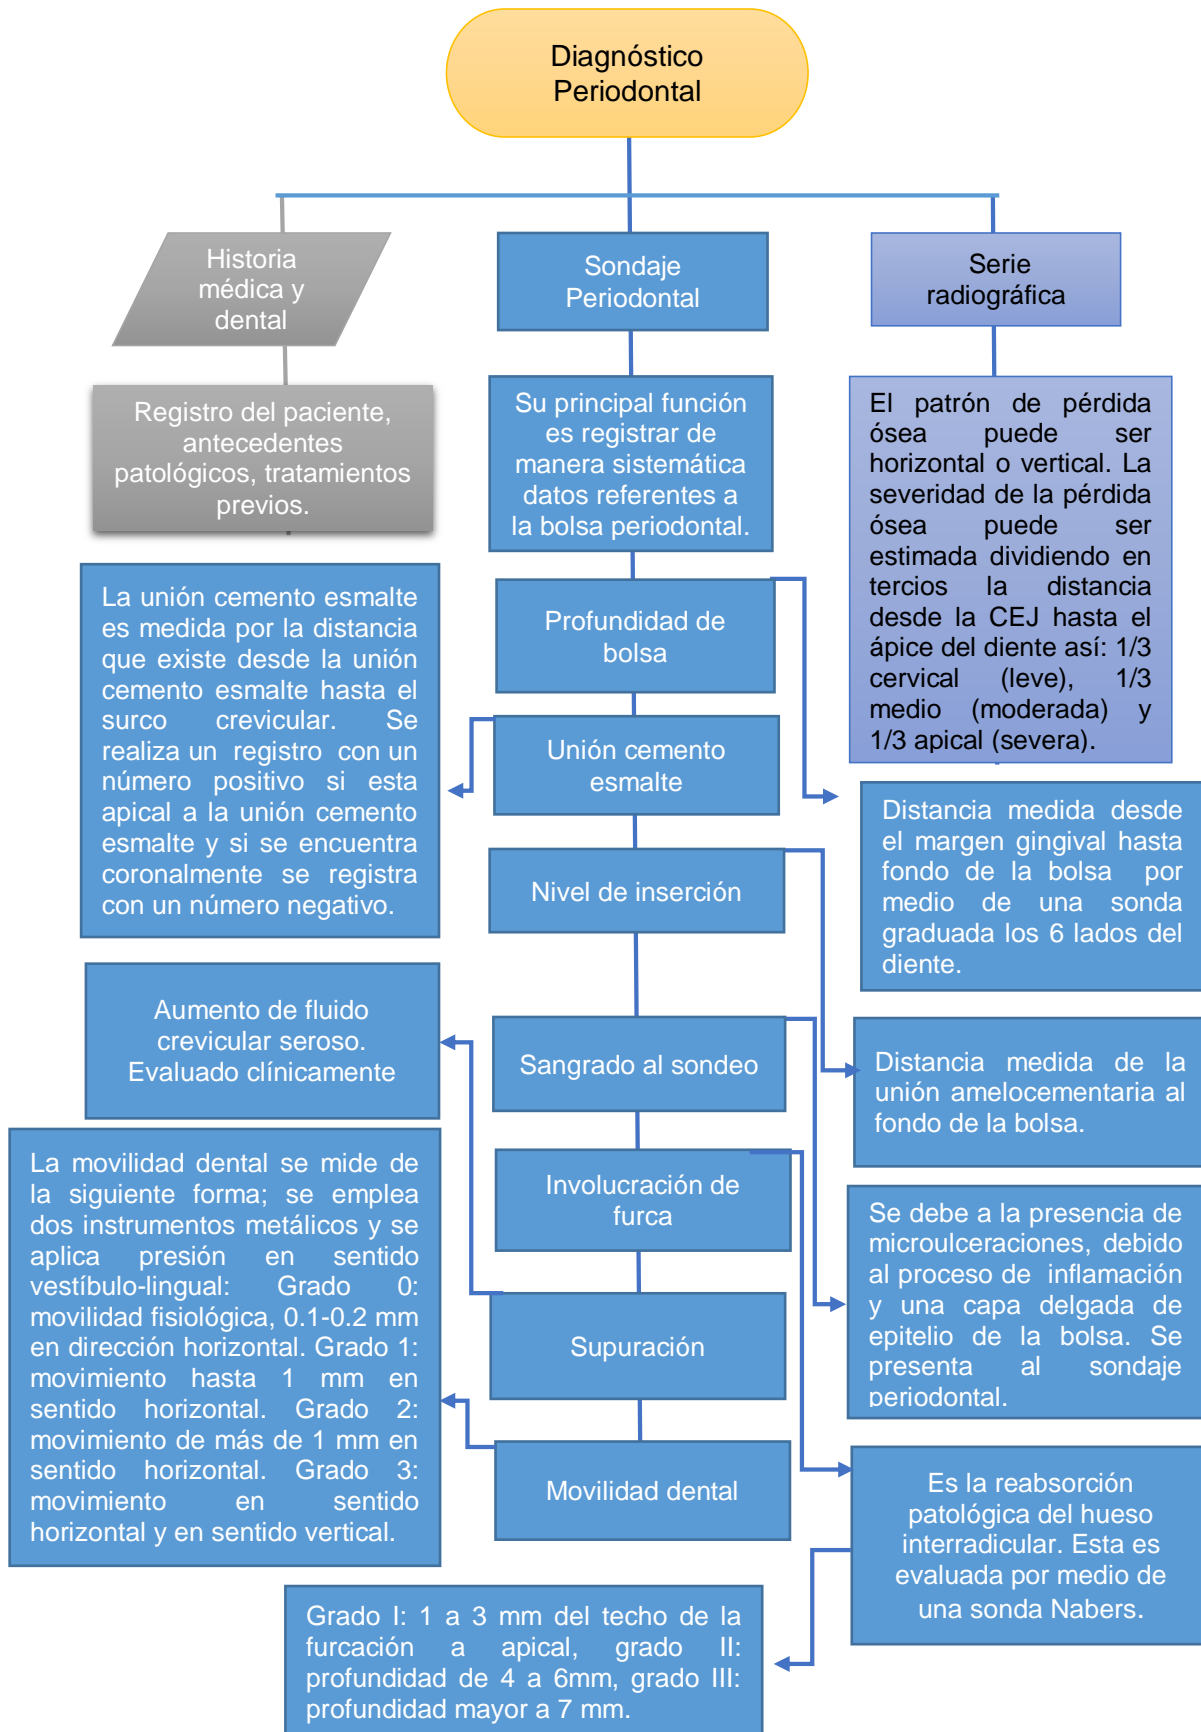 Diagnóstico
Periodontal
Historia
médica y
dental
Sondaje
Periodontal
Serie
radiográfica
Registro del paciente,
antecedentes
patológicos, tratamientos
previos.
Su principal función
es registrar de
manera sistemática
datos referentes a
la bolsa periodontal.
El patrón de pérdida
ósea puede ser
horizontal o vertical. La
severidad de la pérdida
ósea puede ser
estimada dividiendo en
tercios la distancia
desde la CEJ hasta el
ápice del diente así: 1/3
cervical (leve), 1/3
medio (moderada) y
1/3 apical (severa).
La unión cemento esmalte
es medida por la distancia
que existe desde la unión
cemento esmalte hasta el
surco crevicular. Se
realiza un registro con un
número positivo si esta
apical a la unión cemento
esmalte y si se encuentra
coronalmente se registra
con un número negativo.
Profundidad de
bolsa
Unión cemento
esmalte
Distancia medida desde
el margen gingival hasta
fondo de la bolsa por
medio de una sonda
graduada los 6 lados del
diente.
Nivel de inserción
Aumento de fluido
crevicular seroso.
Evaluado clínicamente
Sangrado al sondeo
Distancia medida de la
unión amelocementaria al
fondo de la bolsa.
La movilidad dental se mide de
la siguiente forma; se emplea
dos instrumentos metálicos y se
aplica presión en sentido
vestíbulo-lingual: Grado 0:
movilidad fisiológica, 0.1-0.2 mm
en dirección horizontal. Grado 1:
movimiento hasta 1 mm en
sentido horizontal. Grado 2:
movimiento de más de 1 mm en
sentido horizontal. Grado 3:
movimiento en sentido
horizontal y en sentido vertical.
Involucración de
furca
Se debe a la presencia de
microulceraciones, debido
al proceso de inflamación
y una capa delgada de
epitelio de la bolsa. Se
presenta al sondaje
periodontal.
Supuración
Movilidad dental
Es la reabsorción
patológica del hueso
interradicular. Esta es
evaluada por medio de
una sonda Nabers.
Grado I: 1 a 3 mm del techo de la
furcación a apical, grado II:
profundidad de 4 a 6mm, grado III:
profundidad mayor a 7 mm.